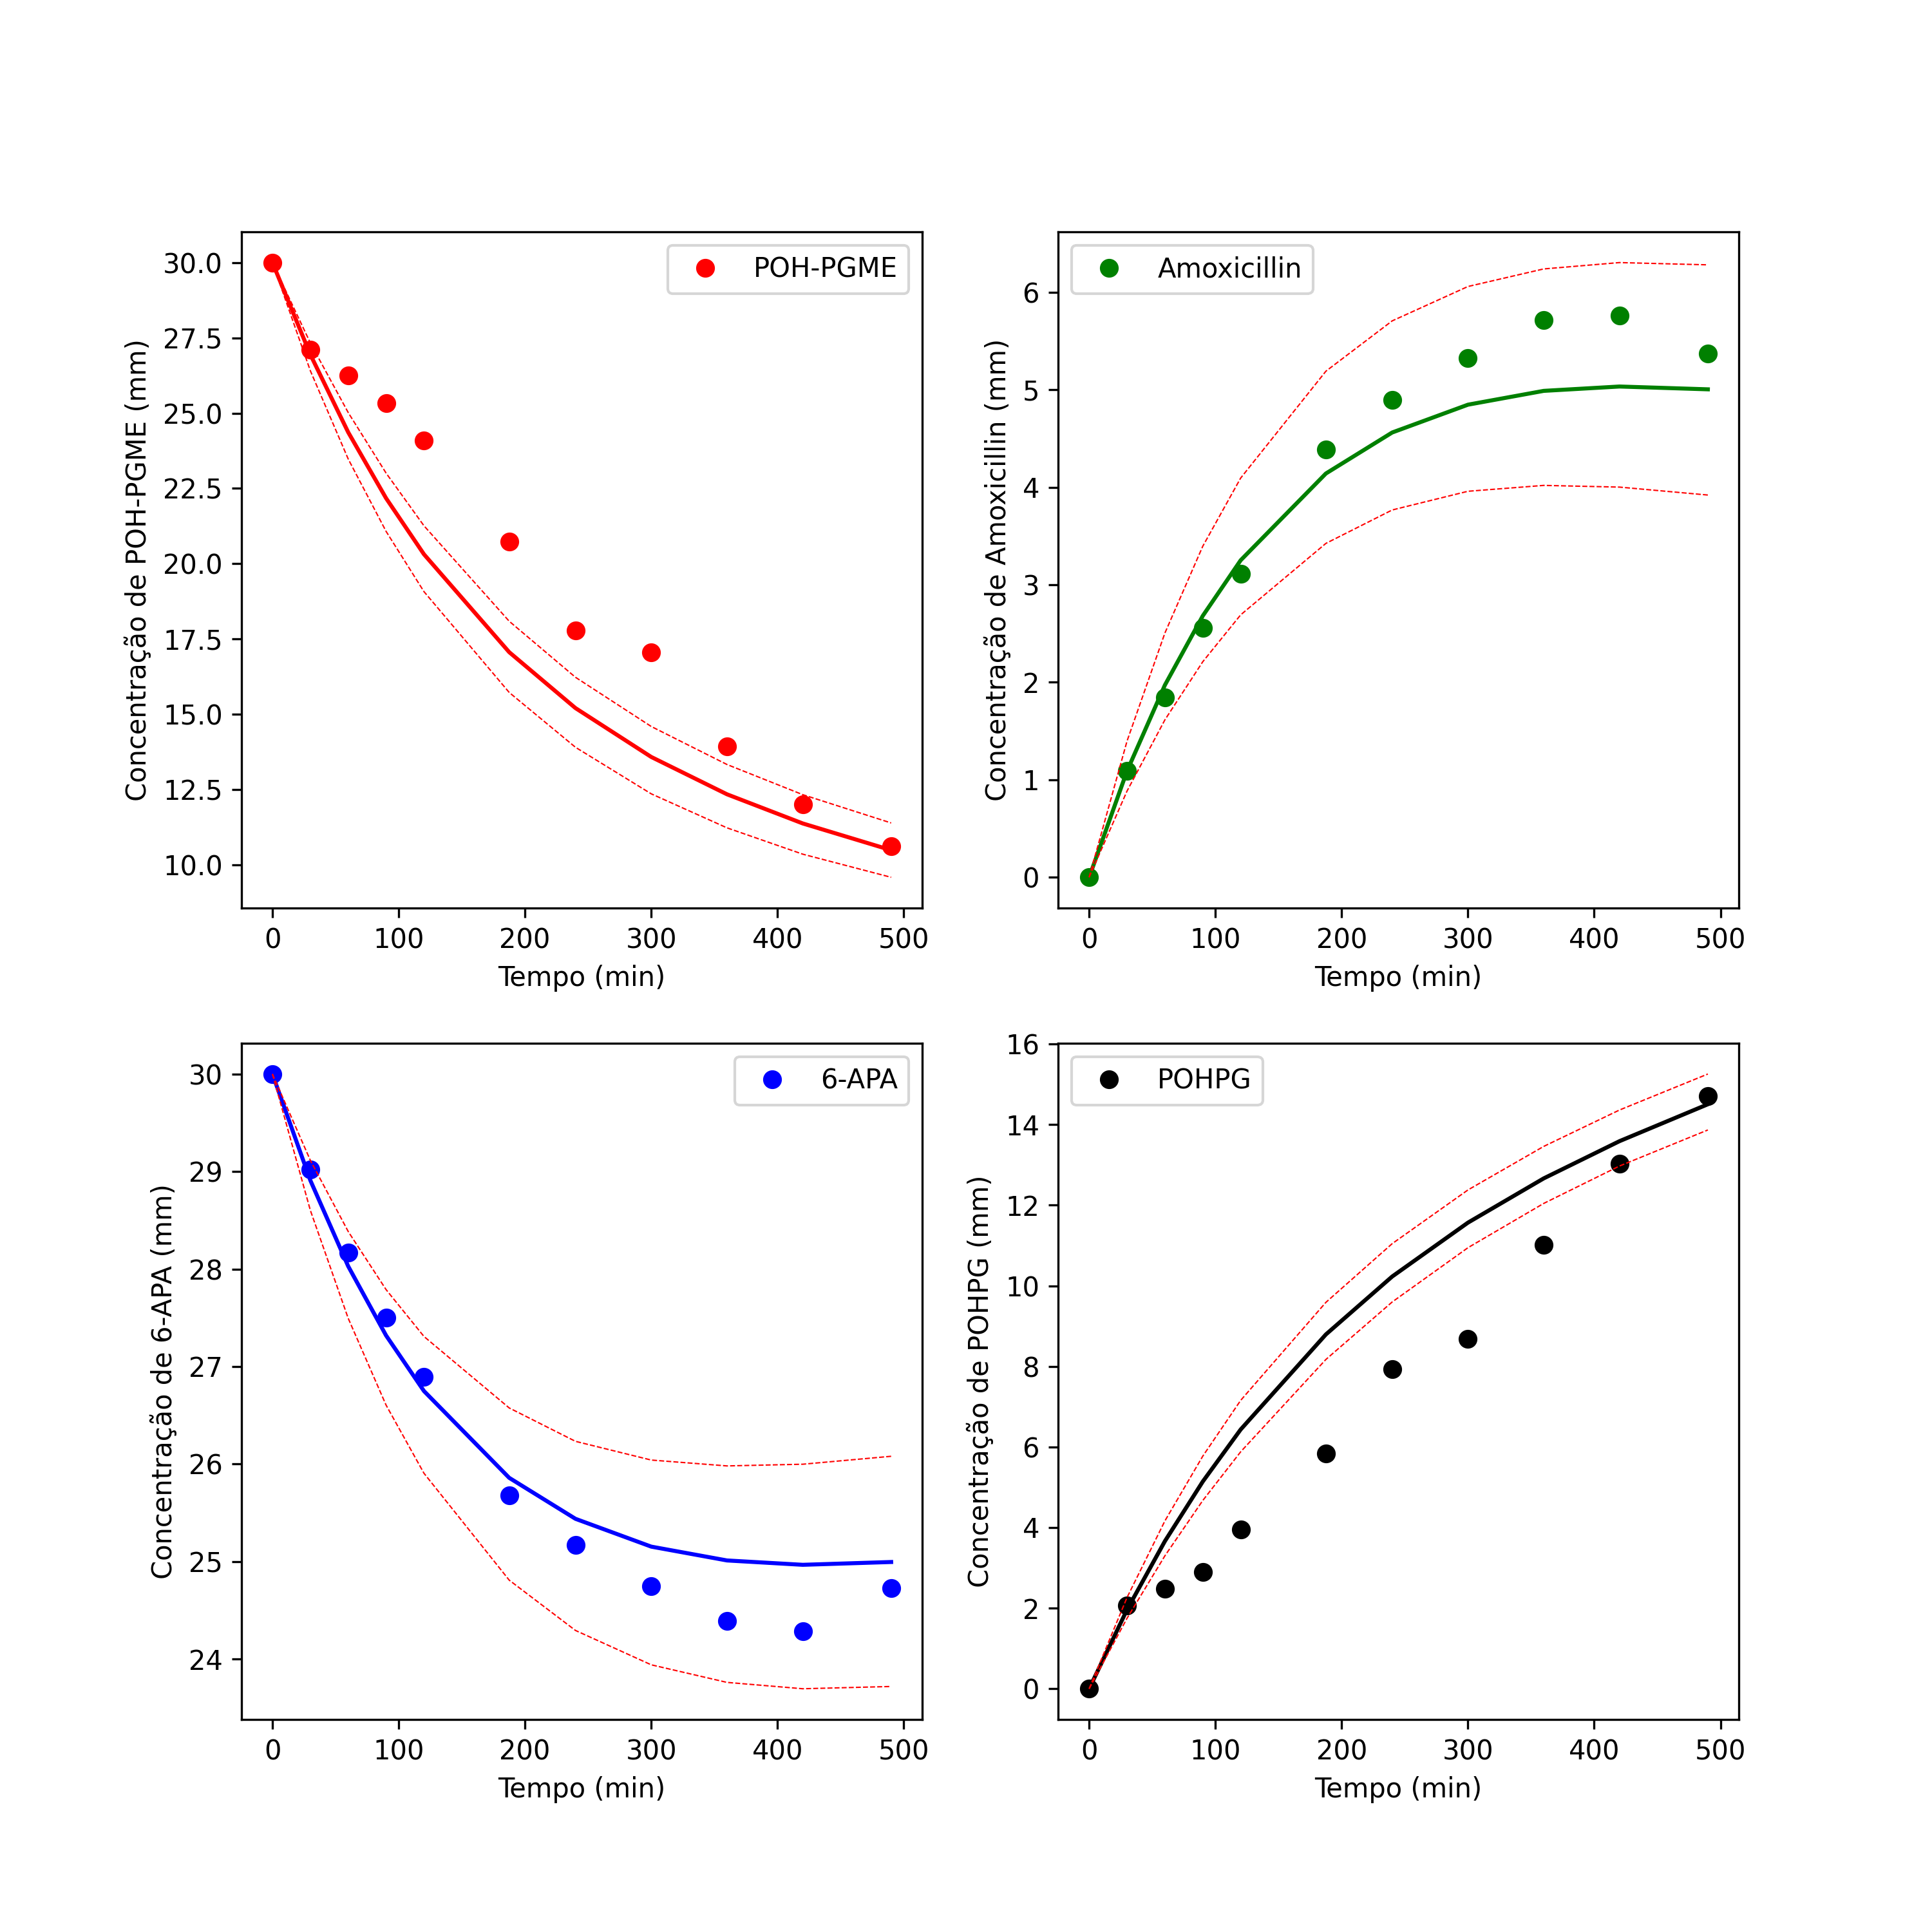 POH-PGME
Concentração de POH-PGME (mm)
30.0
27.5
25.0
22.5
20.0
17.5
15.0
12.5
10.0
0 100 200 300 400 500
Tempo (min)
Amoxicillin
Concentração de Amoxicillin (mm)
6
5
4
3
2
1
0
0 100 200 300 400 500
Tempo (min)
6-APA
Concentração de 6-APA (mm)
30
29
28
27
26
25
24
0 100 200 300 400 500
Tempo (min)
POHPG
Concentração de POHPG (mm)
16
14
12
10
8
6
4
2
0
0 100 200 300 400 500
Tempo (min)